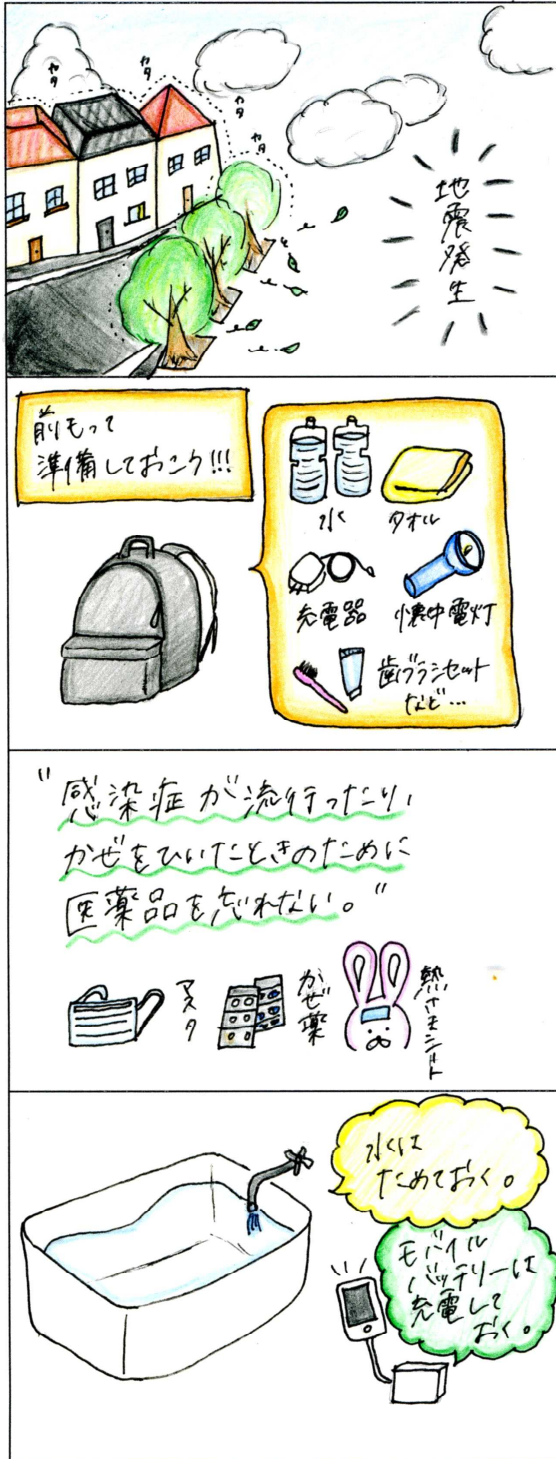 カタ
カタ
カタ
カタ
地震発生
前もって
準備しておこう!!!
水
タオル
充電器
懐中電灯
歯ブラシセット
など…
"感染症が流行ったり、
かぜをひいたときのために
医薬品を忘れない。"
マスク
かぜ薬
熱さまシート
水は
ためておく。
モバイル
バッテリーは
充電して
おく。